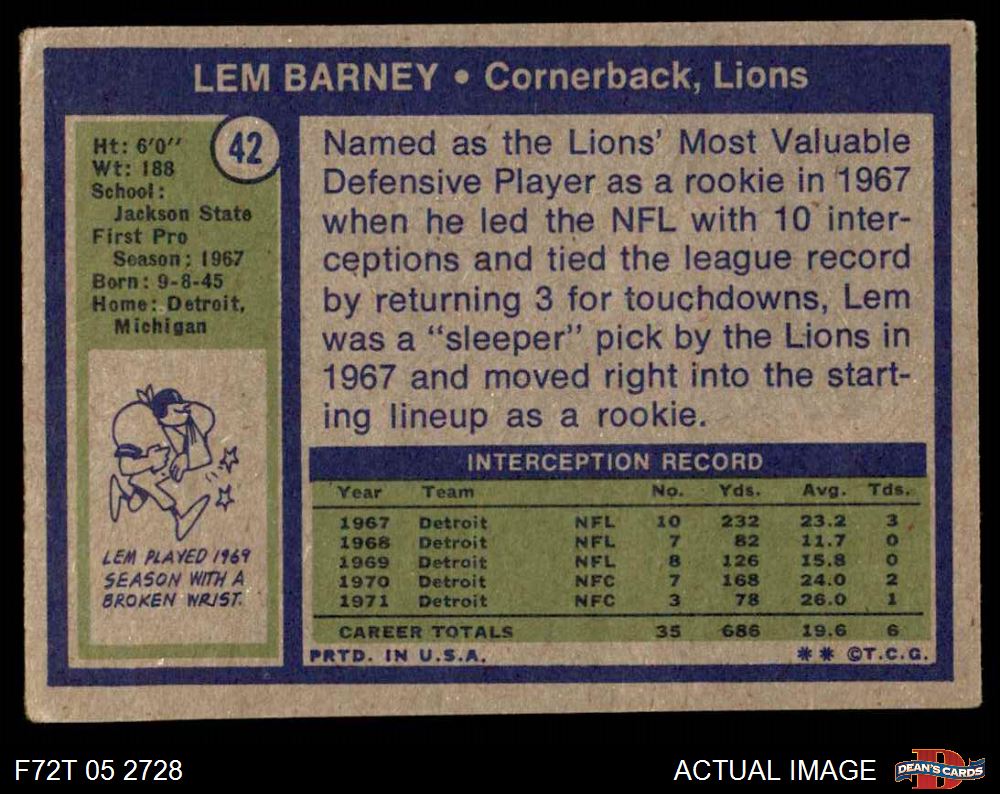 LEM BARNEY • Cornerback, Lions
42
Ht: 6'0"
Wt: 188
School:
Jackson State
First Pro
Season: 1967
Born: 9-8-45
Home: Detroit,
Michigan
LEM PLAYED 1969
SEASON WITH A
BROKEN WRIST.
Named as the Lions' Most Valuable
Defensive Player as a rookie in 1967
when he led the NFL with 10 inter-
ceptions and tied the league record
by returning 3 for touchdowns, Lem
was a "sleeper" pick by the Lions in
1967 and moved right into the start-
ing lineup as a rookie.
INTERCEPTION RECORD
Year Team No. Yds. Avg. Tds.
1967 Detroit NFL 10 232 23.2 3
1968 Detroit NFL 7 82 11.7 0
1969 Detroit NFL 8 126 15.8 0
1970 Detroit NFC 7 168 24.0 2
1971 Detroit NFC 3 78 26.0 1
CAREER TOTALS 35 686 19.6 6
PRTD. IN U.S.A. ** ©T.C.G.
F72T 05 2728 ACTUAL IMAGE D DEAN'S CARDS